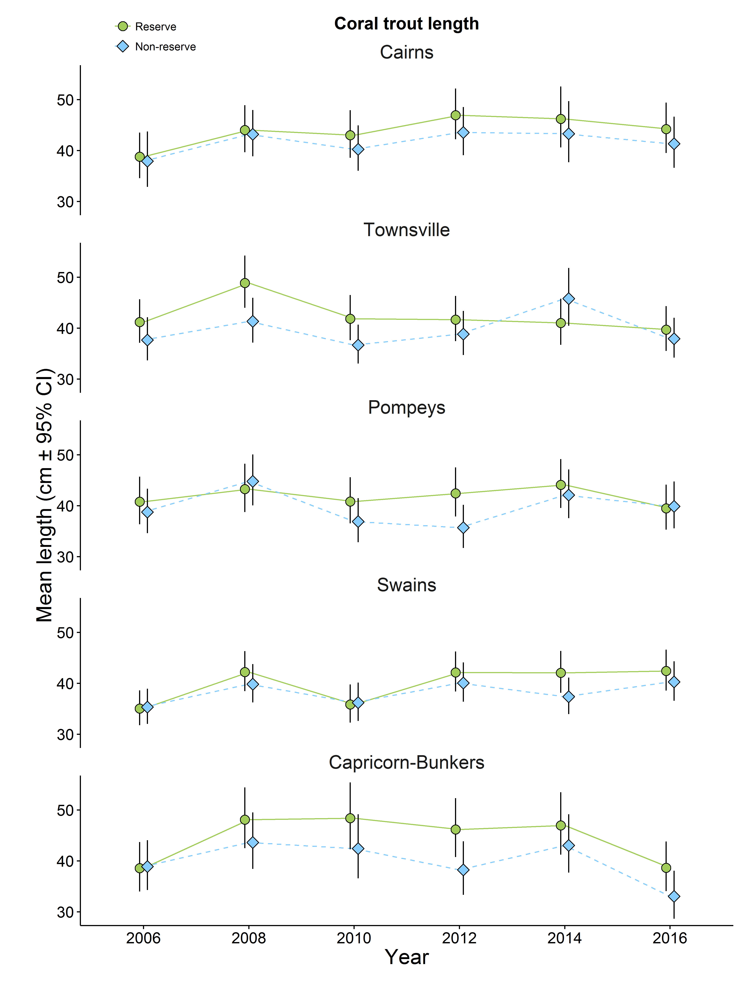 Coral trout length
Reserve
Non-reserve
Cairns
50
40
30
Townsville
50
40
30
Pompeys
50
40
30
Swains
50
40
30
Capricorn-Bunkers
50
40
30
Mean length (cm ± 95% CI)
2006 2008 2010 2012 2014 2016
Year